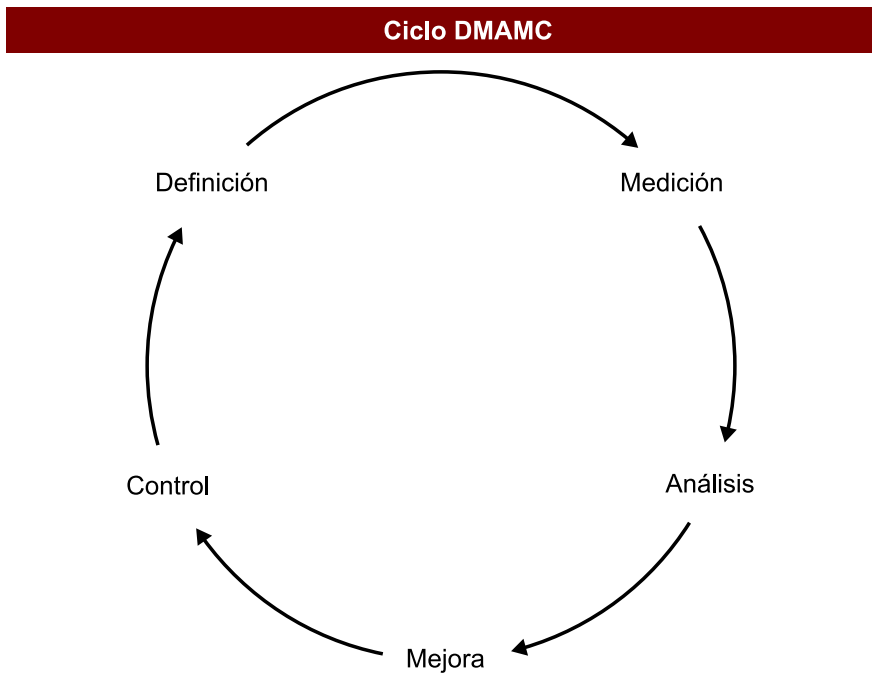 Ciclo DMAMC
Definición
Medición
Análisis
Mejora
Control